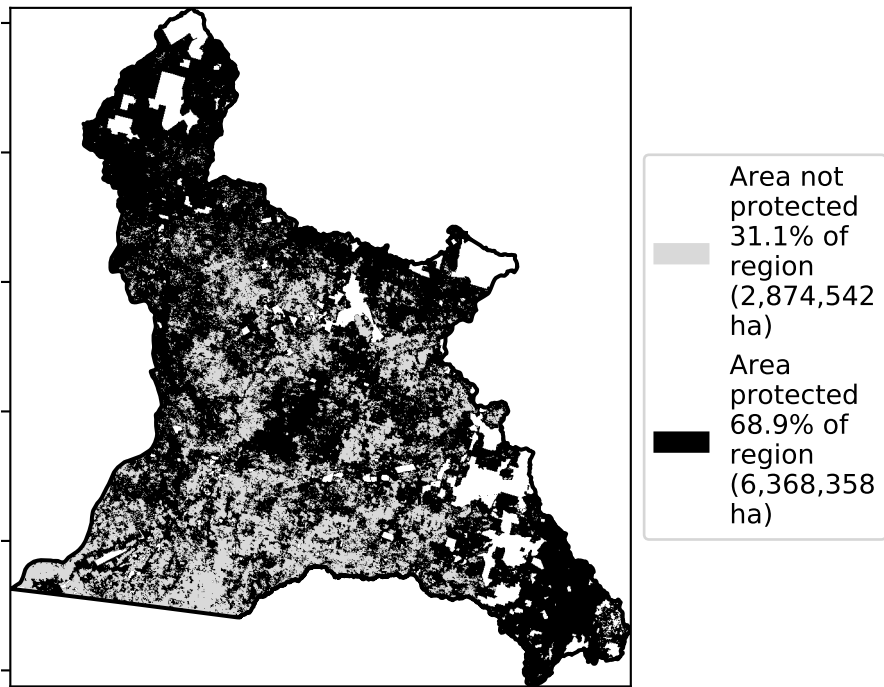 Area not
protected
31.1% of
region
(2,874,542
ha)
Area
protected
68.9% of
region
(6,368,358
ha)